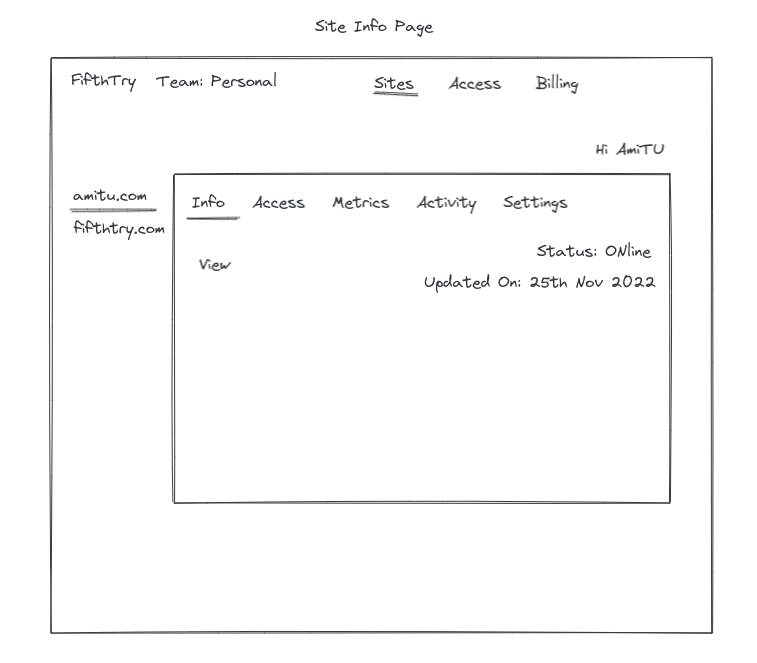 Site Info Page
FifthTry Team: Personal Sites Access Billing
Hi AmiTU
amitu.com
fifthtry.com
Info Access Metrics Activity Settings
Status: ONline
View
Updated On: 25th Nov 2022